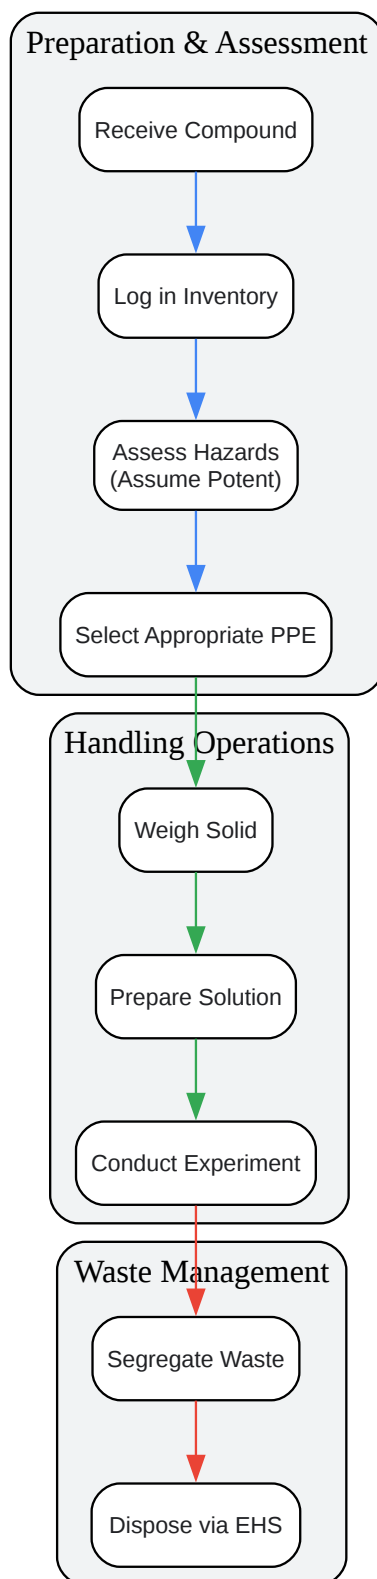 Preparation & Assessment
Receive Compound
Log in Inventory
Assess Hazards
(Assume Potent)
Select Appropriate PPE
Handling Operations
Weigh Solid
Prepare Solution
Conduct Experiment
Waste Management
Segregate Waste
Dispose via EHS